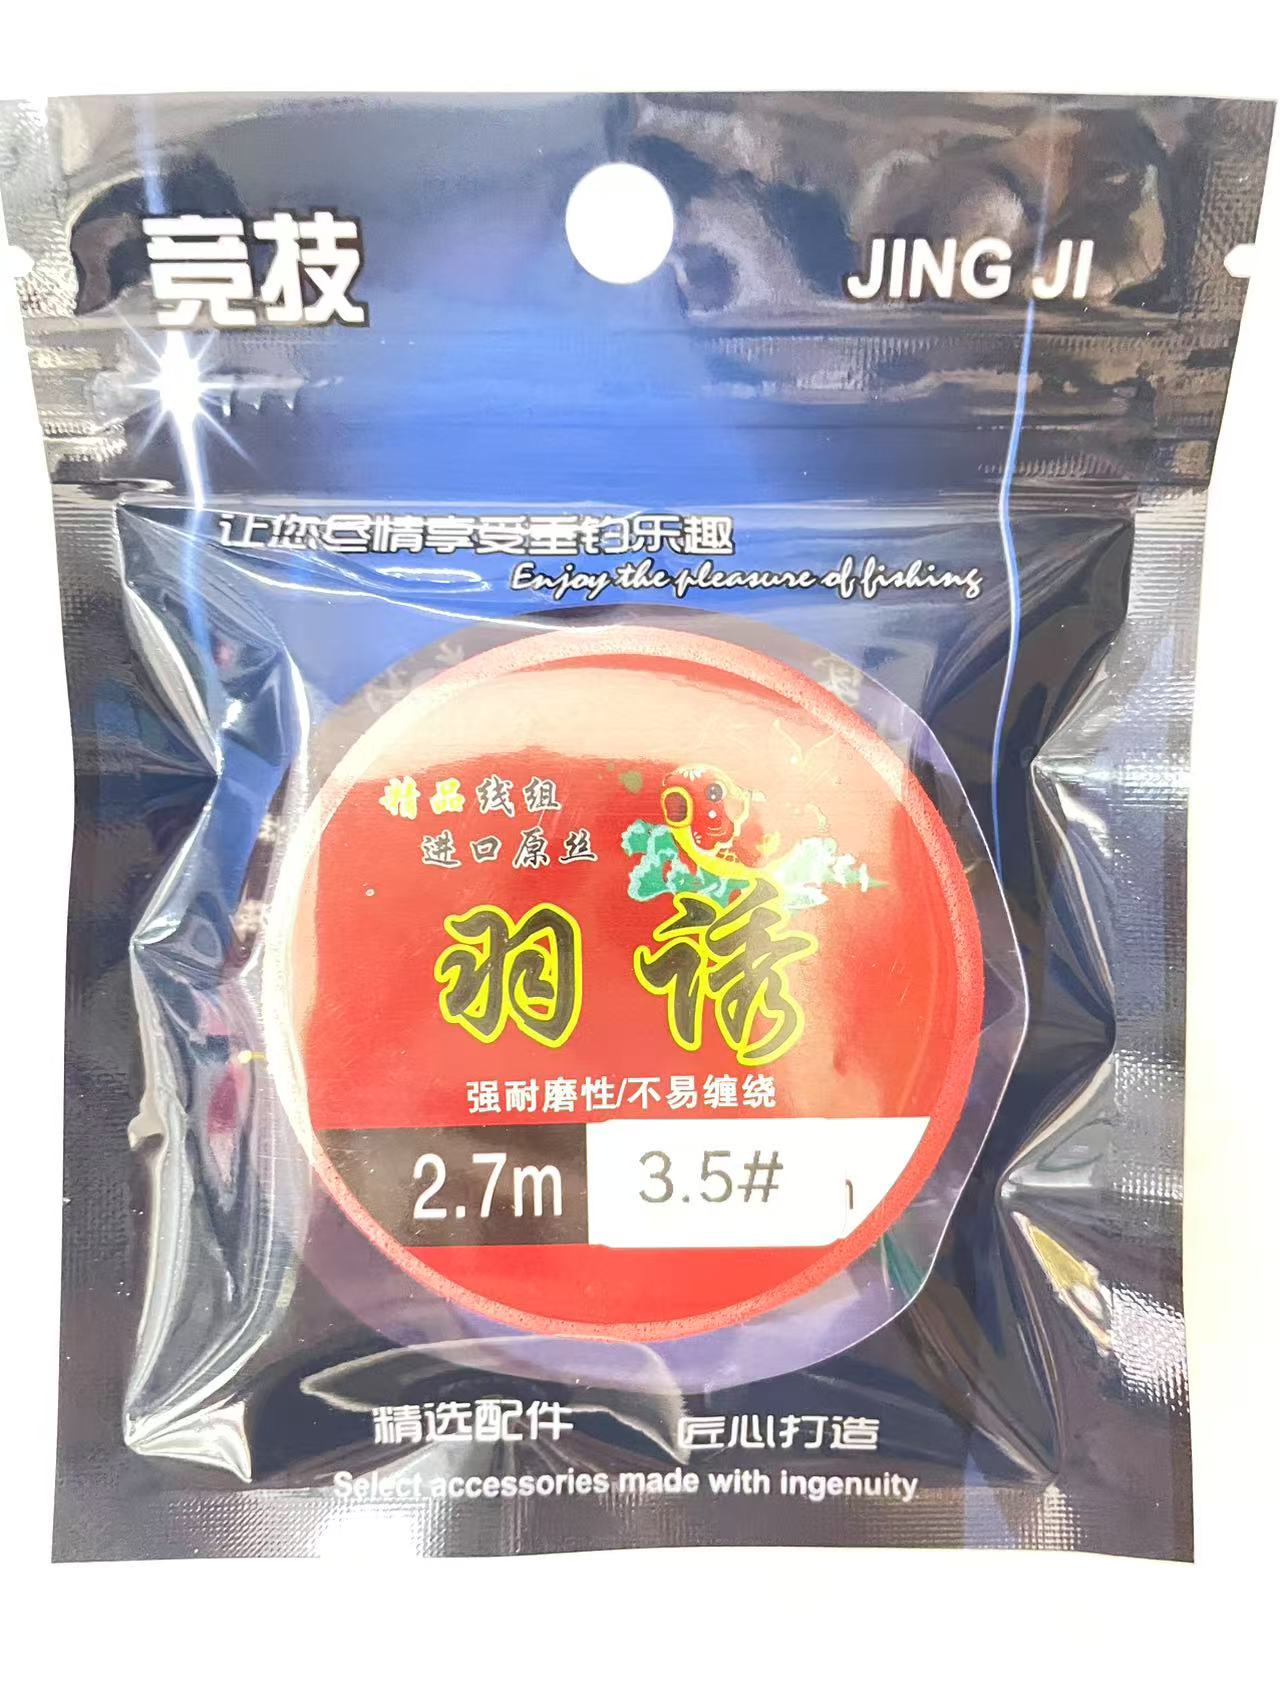 竞技
JING JI
让您尽情享受垂钓乐趣
Enjoy the pleasure of fishing
精品线组
进口原丝
羽诱
强耐磨性/不易缠绕
2.7m 3.5#
精选配件 匠心打造
Select accessories made with ingenuity